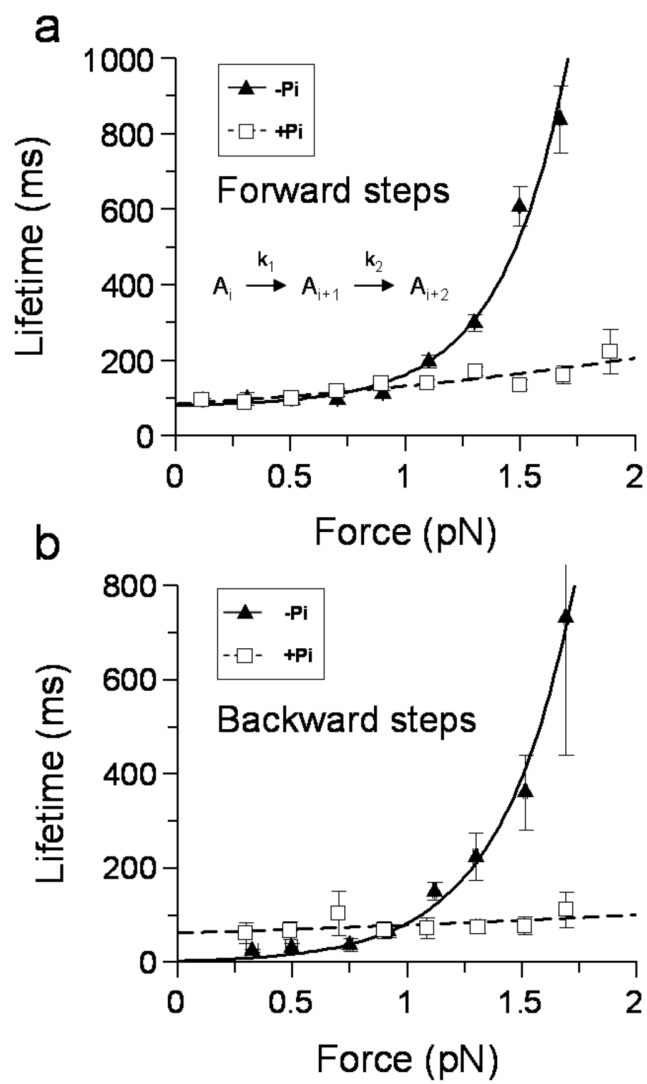 a
1000
800
600
400
200
0
Lifetime (ms)
-Pi
+Pi
Forward steps
k₁ k₂
Aᵢ → Aᵢ₊₁ → Aᵢ₊₂
0 0.5 1 1.5 2
Force (pN)
b
800
600
400
200
0
Lifetime (ms)
-Pi
+Pi
Backward steps
0 0.5 1 1.5 2
Force (pN)